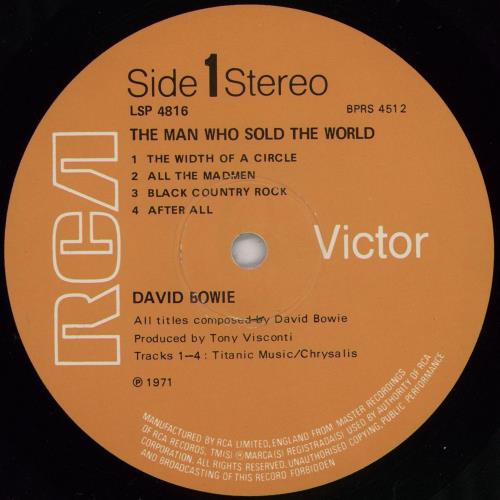 Side 1 Stereo
LSP 4816 BPRS 4512
THE MAN WHO SOLD THE WORLD
1 THE WIDTH OF A CIRCLE
2 ALL THE MADMEN
3 BLACK COUNTRY ROCK
4 AFTER ALL
RCA
Victor
DAVID BOWIE
All titles composed by David Bowie
Produced by Tony Visconti
Tracks 1-4 : Titanic Music/Chrysalis
℗ 1971
MANUFACTURED BY RCA LIMITED, ENGLAND FROM MASTER RECORDINGS
OF RCA RECORDS, TM(S) ® MARCA(S) REGISTRADA(S) USED BY AUTHORITY OF RCA
CORPORATION. ALL RIGHTS RESERVED. UNAUTHORISED COPYING, PUBLIC PERFORMANCE,
AND BROADCASTING OF THIS RECORD FORBIDDEN